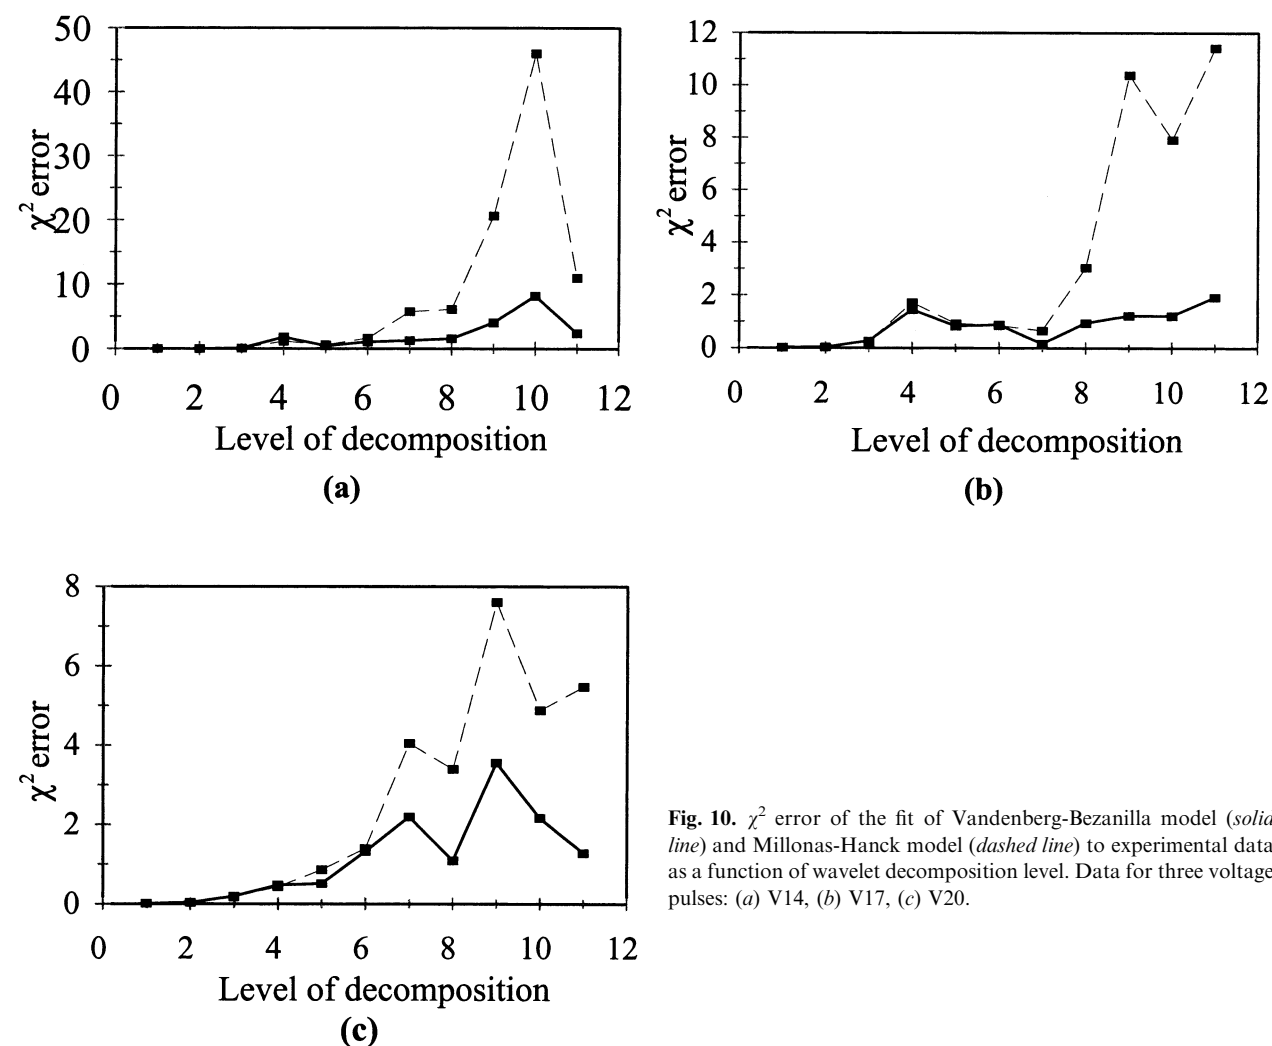 50
40
30
20
10
0
χ2 error
0 2 4 6 8 10 12
Level of decomposition
(a)
12
10
8
6
4
2
0
χ2 error
0 2 4 6 8 10 12
Level of decomposition
(b)
8
6
4
2
0
χ2 error
0 2 4 6 8 10 12
Level of decomposition
(c)
Fig. 10. χ2 error of the fit of Vandenberg-Bezanilla model (solid
line) and Millonas-Hanck model (dashed line) to experimental data
as a function of wavelet decomposition level. Data for three voltage
pulses: (a) V14, (b) V17, (c) V20.